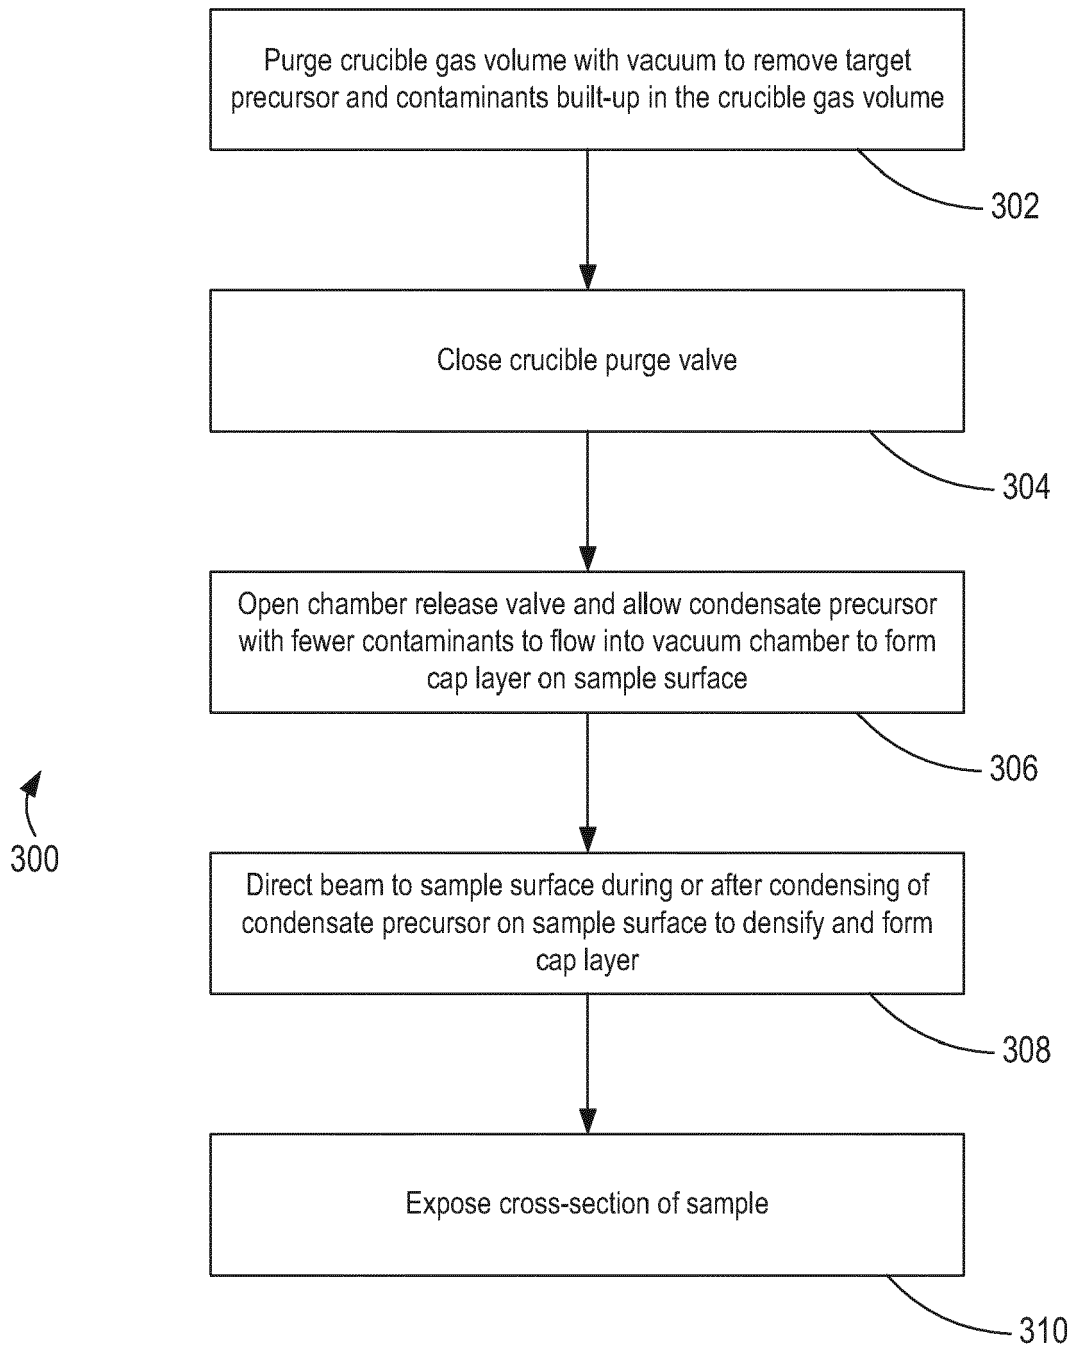 Purge crucible gas volume with vacuum to remove target
precursor and contaminants built-up in the crucible gas volume
302
Close crucible purge valve
304
Open chamber release valve and allow condensate precursor
with fewer contaminants to flow into vacuum chamber to form
cap layer on sample surface
306
300
Direct beam to sample surface during or after condensing of
condensate precursor on sample surface to densify and form
cap layer
308
Expose cross-section of sample
310